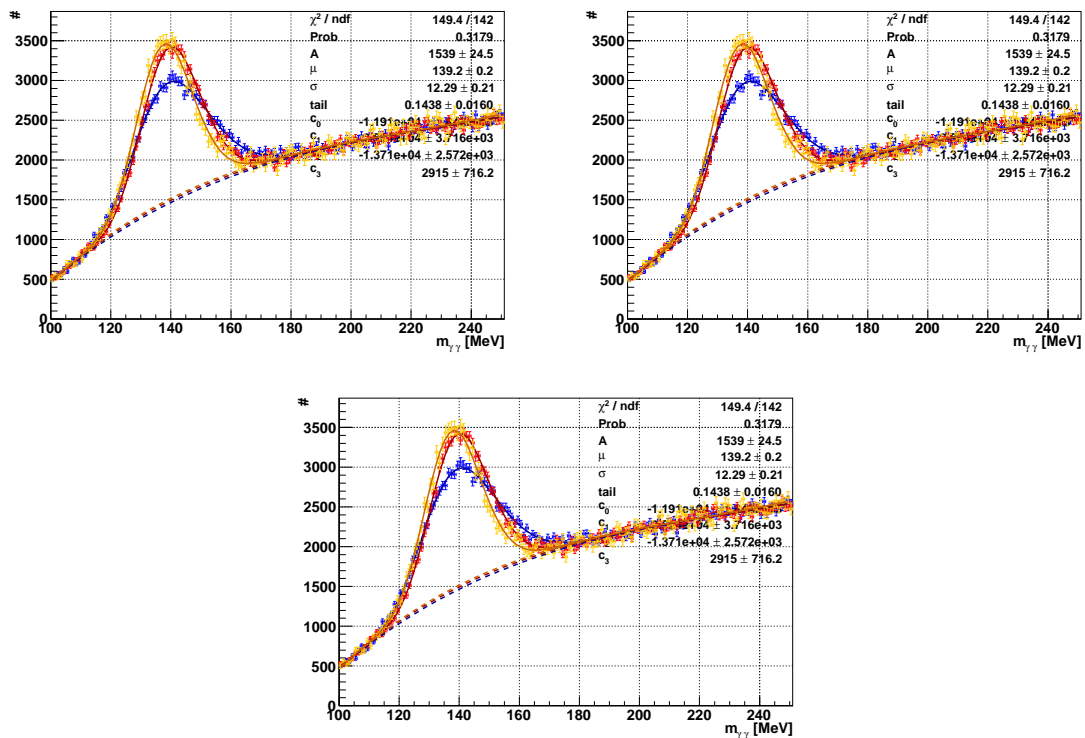 #
χ² / ndf 149.4 / 142
Prob 0.3179
A 1539 ± 24.5
μ 139.2 ± 0.2
σ 12.29 ± 0.21
tail 0.1438 ± 0.0160
c₀
c
-1.371e+04 ± 2.572e+03
c₃ 2915 ± 716.2
3500
3000
2500
2000
1500
1000
500
0
100 120 140 160 180 200 220 240
m_γγ [MeV]
#
χ² / ndf 149.4 / 142
Prob 0.3179
A 1539 ± 24.5
μ 139.2 ± 0.2
σ 12.29 ± 0.21
tail 0.1438 ± 0.0160
c₀
c
-1.371e+04 ± 2.572e+03
c₃ 2915 ± 716.2
3500
3000
2500
2000
1500
1000
500
0
100 120 140 160 180 200 220 240
m_γγ [MeV]
#
χ² / ndf 149.4 / 142
Prob 0.3179
A 1539 ± 24.5
μ 139.2 ± 0.2
σ 12.29 ± 0.21
tail 0.1438 ± 0.0160
c₀
c
-1.371e+04 ± 2.572e+03
c₃ 2915 ± 716.2
3500
3000
2500
2000
1500
1000
500
0
100 120 140 160 180 200 220 240
m_γγ [MeV]